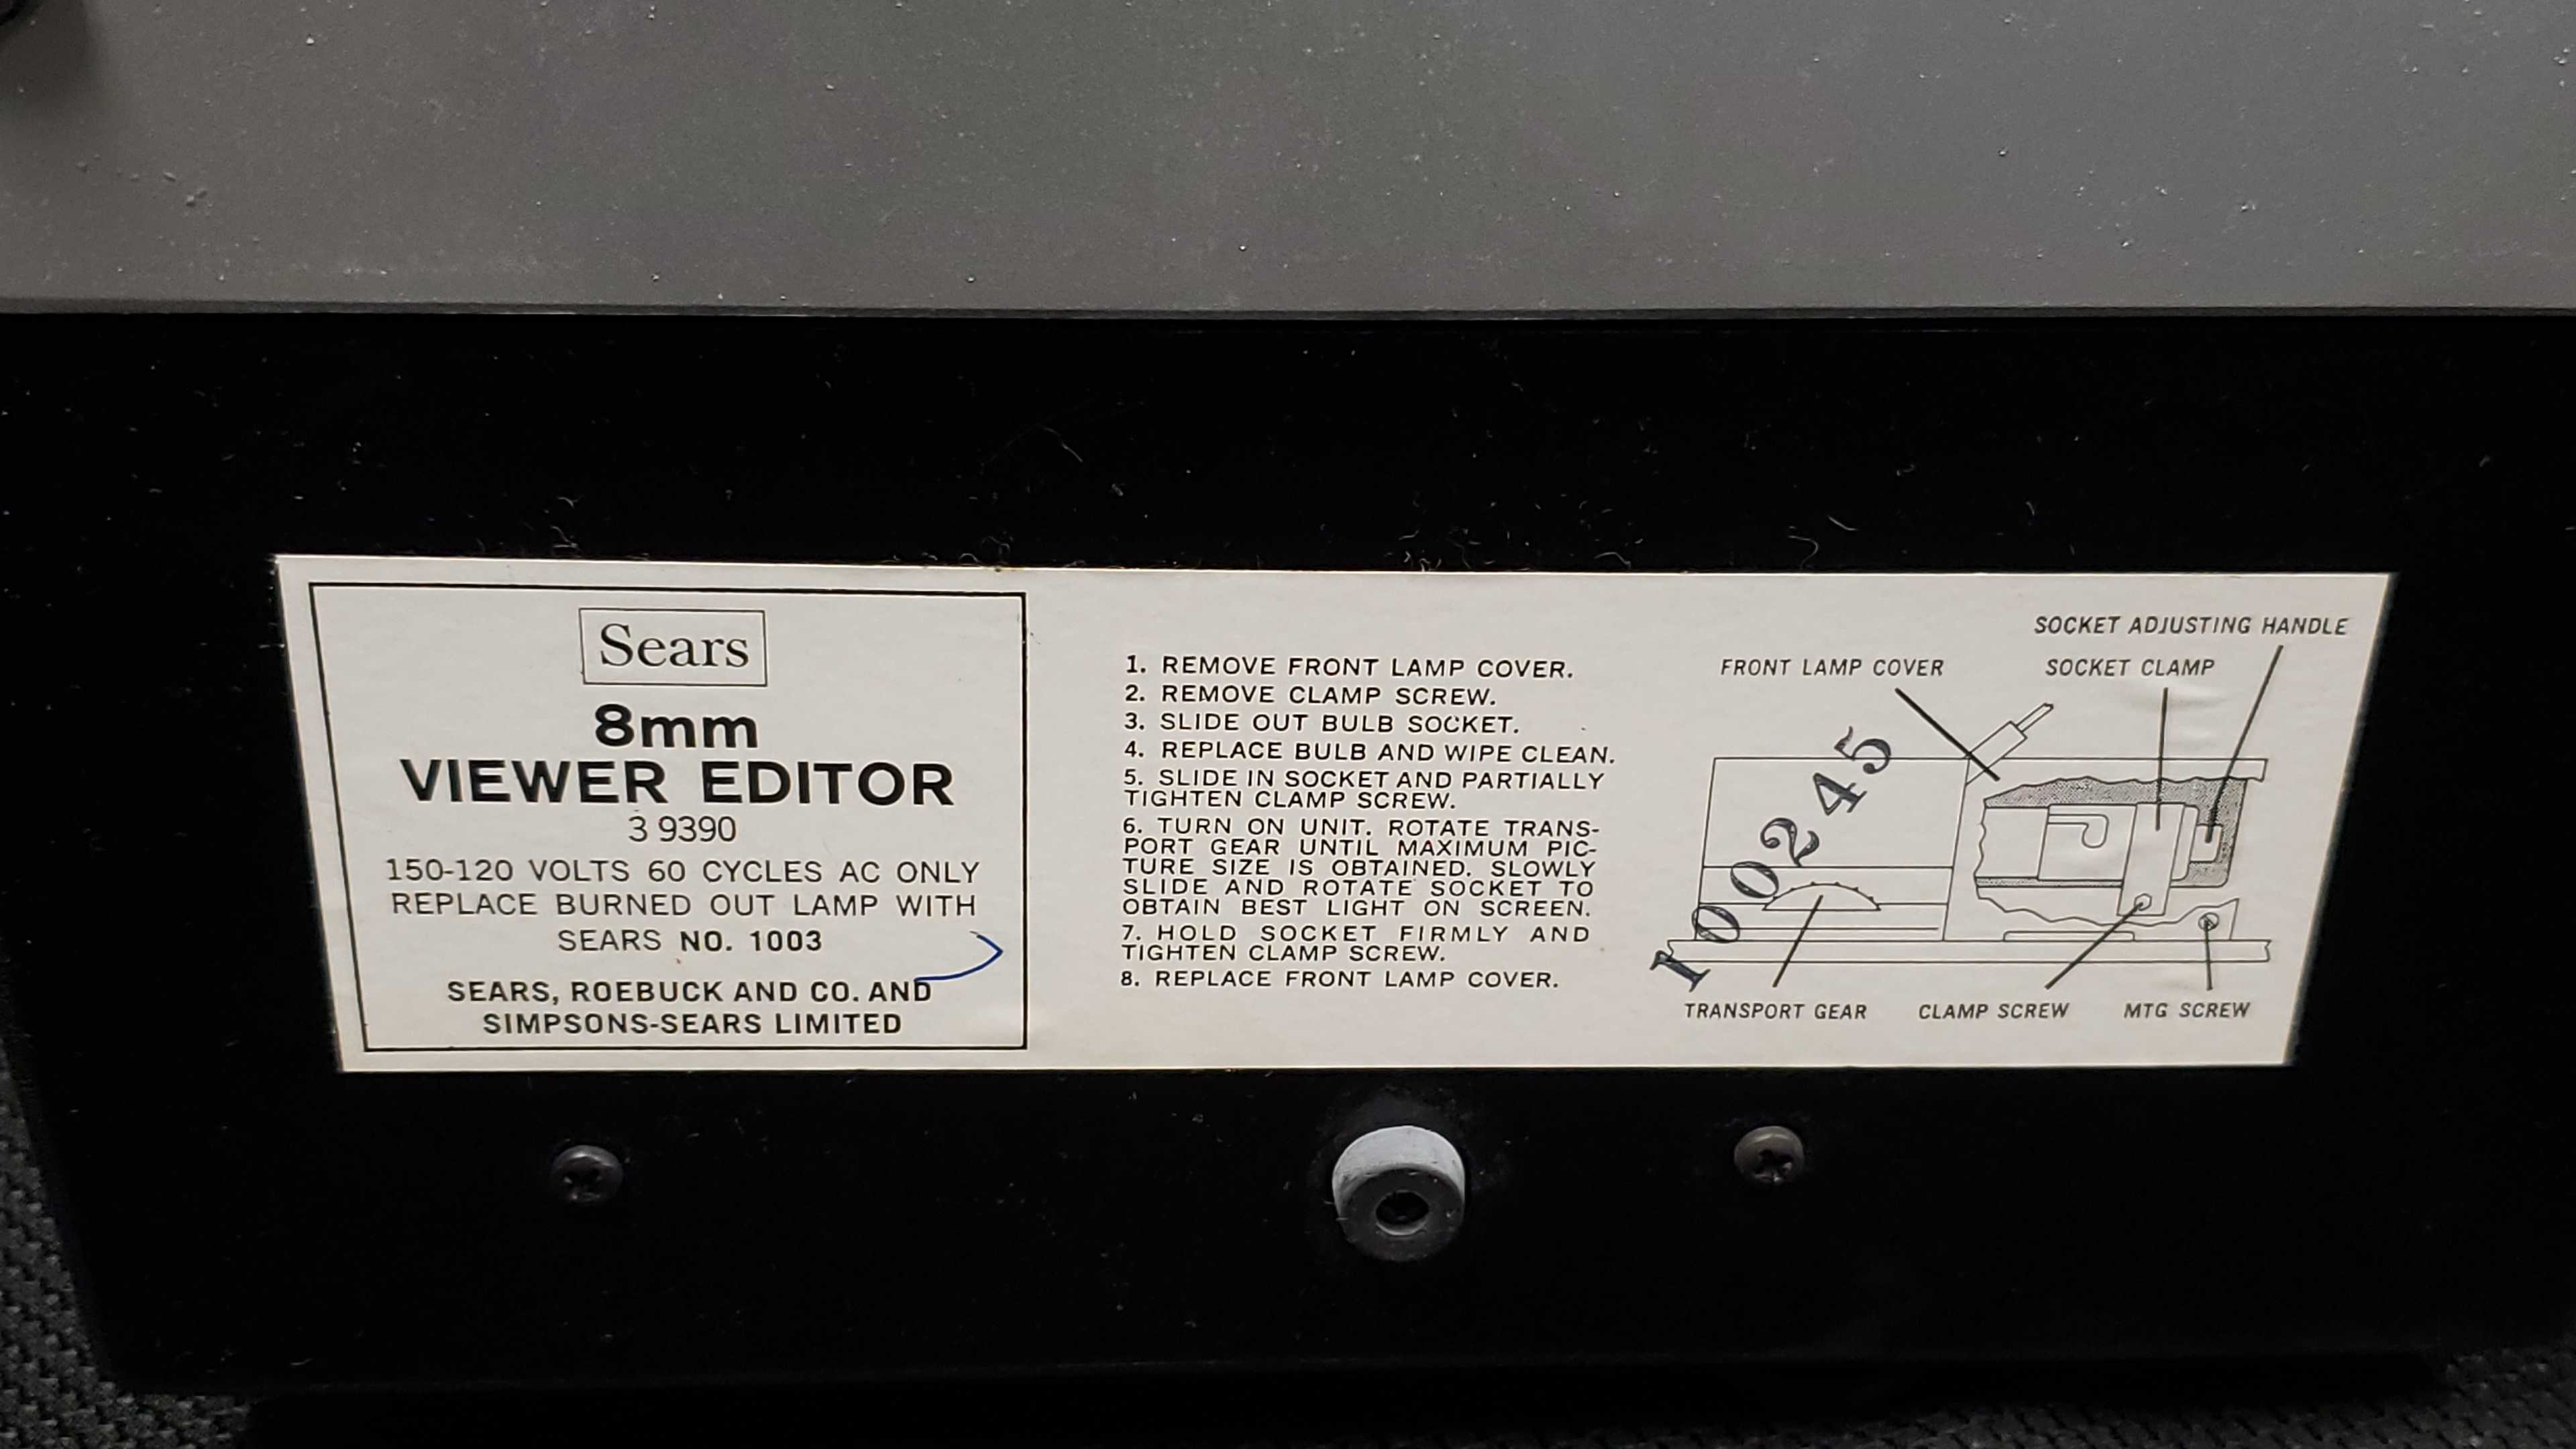 Sears
8mm
VIEWER EDITOR
3 9390
150-120 VOLTS 60 CYCLES AC ONLY
REPLACE BURNED OUT LAMP WITH
SEARS NO. 1003
SEARS, ROEBUCK AND CO. AND
SIMPSONS-SEARS LIMITED
1. REMOVE FRONT LAMP COVER.
2. REMOVE CLAMP SCREW.
3. SLIDE OUT BULB SOCKET.
4. REPLACE BULB AND WIPE CLEAN.
5. SLIDE IN SOCKET AND PARTIALLY
TIGHTEN CLAMP SCREW.
6. TURN ON UNIT. ROTATE TRANS-
PORT GEAR UNTIL MAXIMUM PIC-
TURE SIZE IS OBTAINED. SLOWLY
SLIDE AND ROTATE SOCKET TO
OBTAIN BEST LIGHT ON SCREEN.
7. HOLD SOCKET FIRMLY AND
TIGHTEN CLAMP SCREW.
8. REPLACE FRONT LAMP COVER.
SOCKET ADJUSTING HANDLE
FRONT LAMP COVER
SOCKET CLAMP
100245
TRANSPORT GEAR
CLAMP SCREW
MTG SCREW